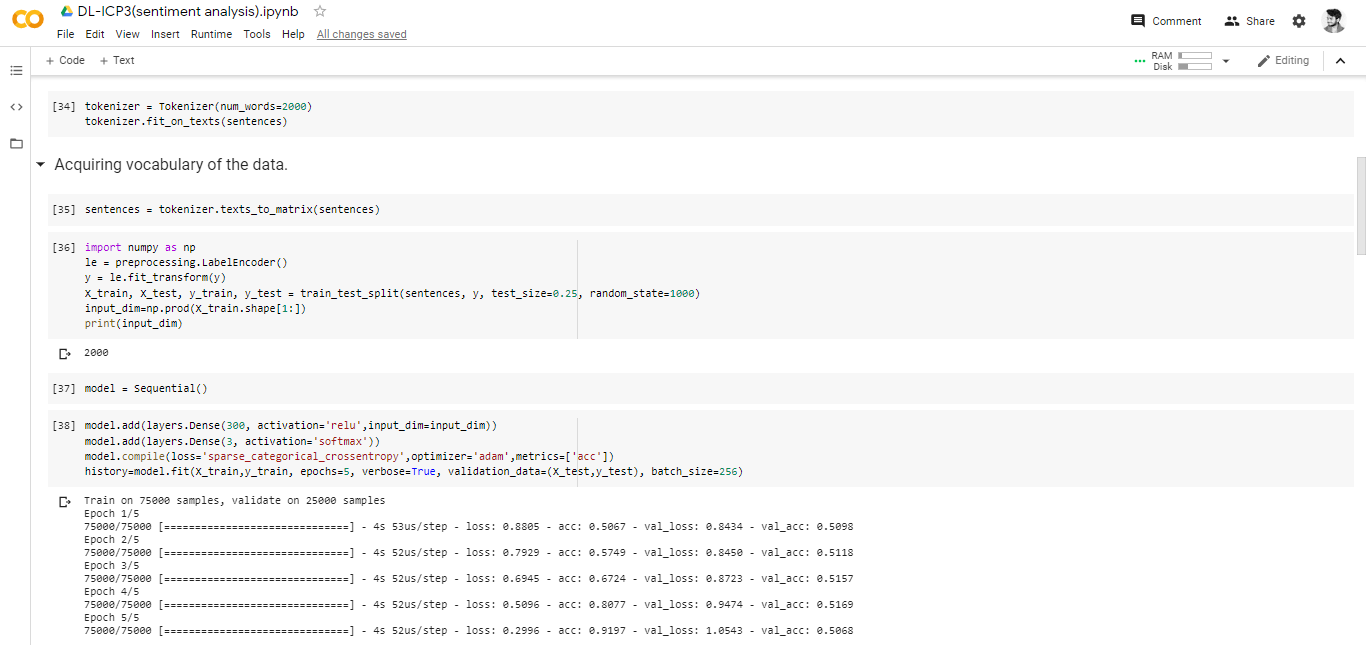 DL-ICP3(sentiment analysis).ipynb
File Edit View Insert Runtime Tools Help All changes saved
Comment Share
+ Code + Text
RAM
Disk
Editing
[34] tokenizer = Tokenizer(num_words=2000)
tokenizer.fit_on_texts(sentences)
Acquiring vocabulary of the data.
[35] sentences = tokenizer.texts_to_matrix(sentences)
[36] import numpy as np
le = preprocessing.LabelEncoder()
y = le.fit_transform(y)
X_train, X_test, y_train, y_test = train_test_split(sentences, y, test_size=0.25, random_state=1000)
input_dim=np.prod(X_train.shape[1:])
print(input_dim)
2000
[37] model = Sequential()
[38] model.add(layers.Dense(300, activation='relu',input_dim=input_dim))
model.add(layers.Dense(3, activation='softmax'))
model.compile(loss='sparse_categorical_crossentropy',optimizer='adam',metrics=['acc'])
history=model.fit(X_train,y_train, epochs=5, verbose=True, validation_data=(X_test,y_test), batch_size=256)
Train on 75000 samples, validate on 25000 samples
Epoch 1/5
75000/75000 [==============================] - 4s 53us/step - loss: 0.8805 - acc: 0.5067 - val_loss: 0.8434 - val_acc: 0.5098
Epoch 2/5
75000/75000 [==============================] - 4s 52us/step - loss: 0.7929 - acc: 0.5749 - val_loss: 0.8450 - val_acc: 0.5118
Epoch 3/5
75000/75000 [==============================] - 4s 52us/step - loss: 0.6945 - acc: 0.6724 - val_loss: 0.8723 - val_acc: 0.5157
Epoch 4/5
75000/75000 [==============================] - 4s 52us/step - loss: 0.5096 - acc: 0.8077 - val_loss: 0.9474 - val_acc: 0.5169
Epoch 5/5
75000/75000 [==============================] - 4s 52us/step - loss: 0.2996 - acc: 0.9197 - val_loss: 1.0543 - val_acc: 0.5068